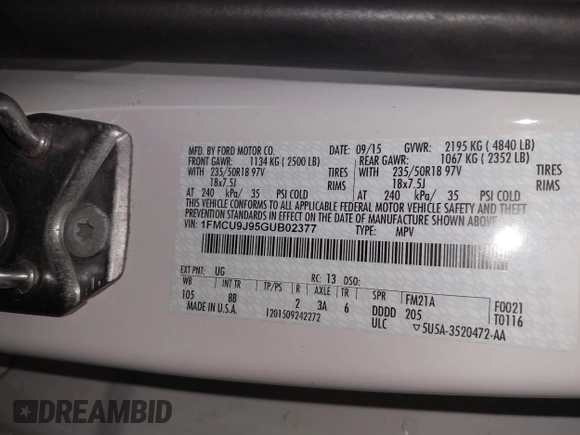 MFD. BY FORD MOTOR CO. 09/15 GVWR: 2195 KG ( 4840 LB)
FRONT GAWR: 1134 KG ( 2500 LB) REAR GAWR: 1067 KG ( 2352 LB)
WITH 235/50R18 97V TIRES WITH 235/50R18 97V TIRES
18x7.5J RIMS 18x7.5J RIMS
AT 240 kPa/ 35 PSI COLD AT 240 kPa/ 35 PSI COLD
THIS VEHICLE CONFORMS TO ALL APPLICABLE FEDERAL MOTOR VEHICLE SAFETY AND THEFT
PREVENTION STANDARDS IN EFFECT ON THE DATE OF MANUFACTURE SHOWN ABOVE.
VIN: 1FMCU9J95GUB02377 TYPE: MPV
EXT PNT: UG RC: 13 DSO: F0021
WB INT TR TP/PS R AXLE TR SPR FM21A T0116
105 8B 2 3A 6 DDDD 205
MADE IN U.S.A. 1201509242272 ULC ▽5U5A-3520472-AA
DREAMBID